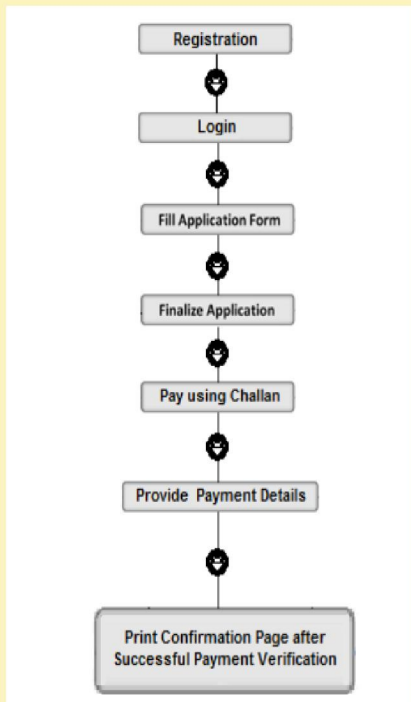 Registration
Login
Fill Application Form
Finalize Application
Pay using Challan
Provide Payment Details
Print Confirmation Page after
Successful Payment Verification